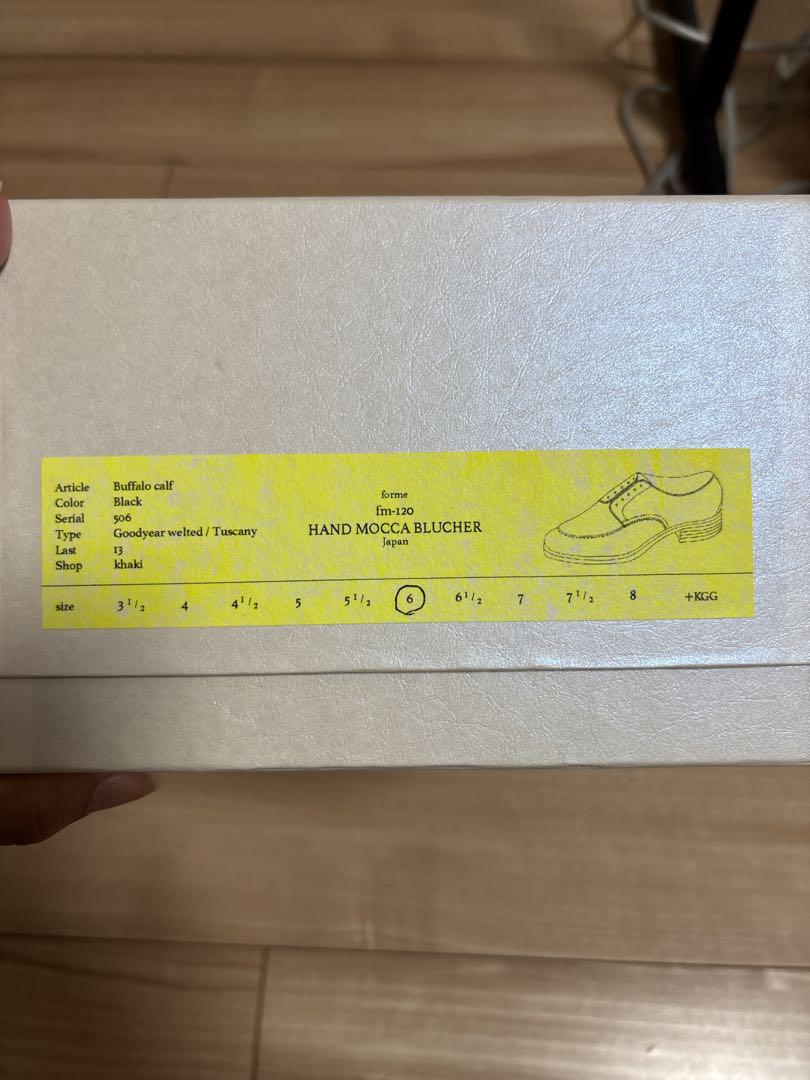 Article Buffalo calf
Color Black
Serial 506
Type Goodyear welted / Tuscany
Last 13
Shop khaki
forme
fm-120
HAND MOCCA BLUCHER
Japan
size 3 1/2 4 4 1/2 5 5 1/2 6 6 1/2 7 7 1/2 8 +KGG